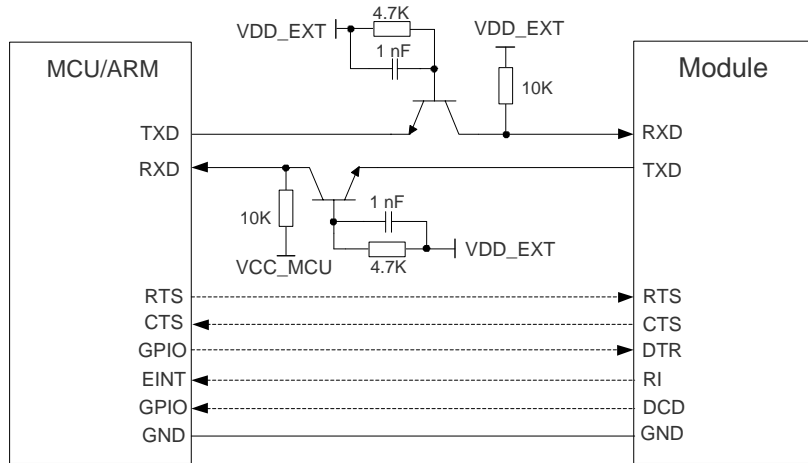 4.7K
VDD_EXT
VDD_EXT
1 nF
MCU/ARM
Module
10K
TXD
RXD
RXD
TXD
1 nF
10K
VDD_EXT
VCC_MCU
4.7K
RTS
RTS
CTS
CTS
GPIO
DTR
EINT
RI
GPIO
DCD
GND
GND